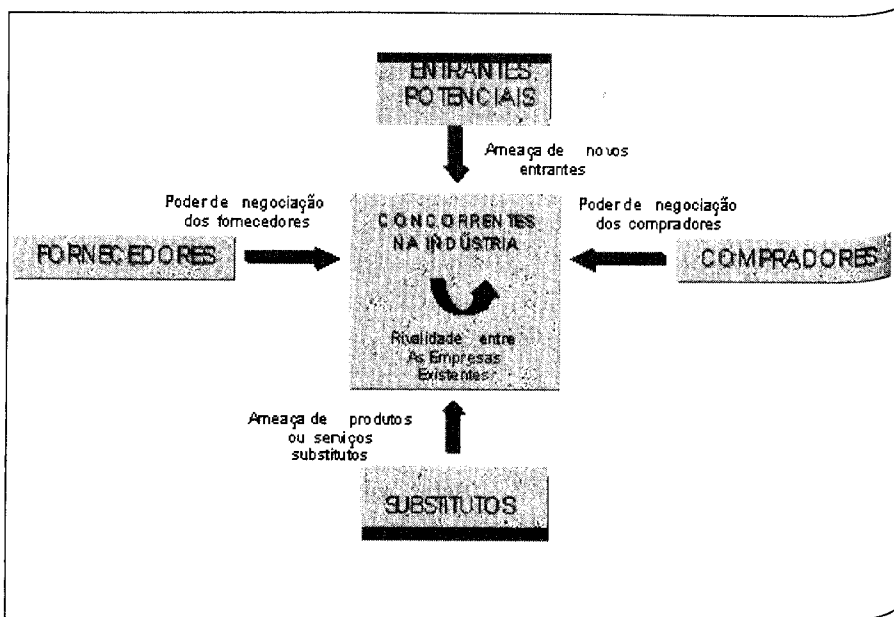 ENTRANTES
POTENCIAIS
Ameaça de novos
entrantes
Poder de negociação
dos fornecedores
FORNECEDORES
CONCORRENTES
NA INDÚSTRIA
Rivalidade entre
As Empresas
Existentes
Poder de negociação
dos compradores
COMPRADORES
Ameaça de produtos
ou serviços
substitutos
SUBSTITUTOS